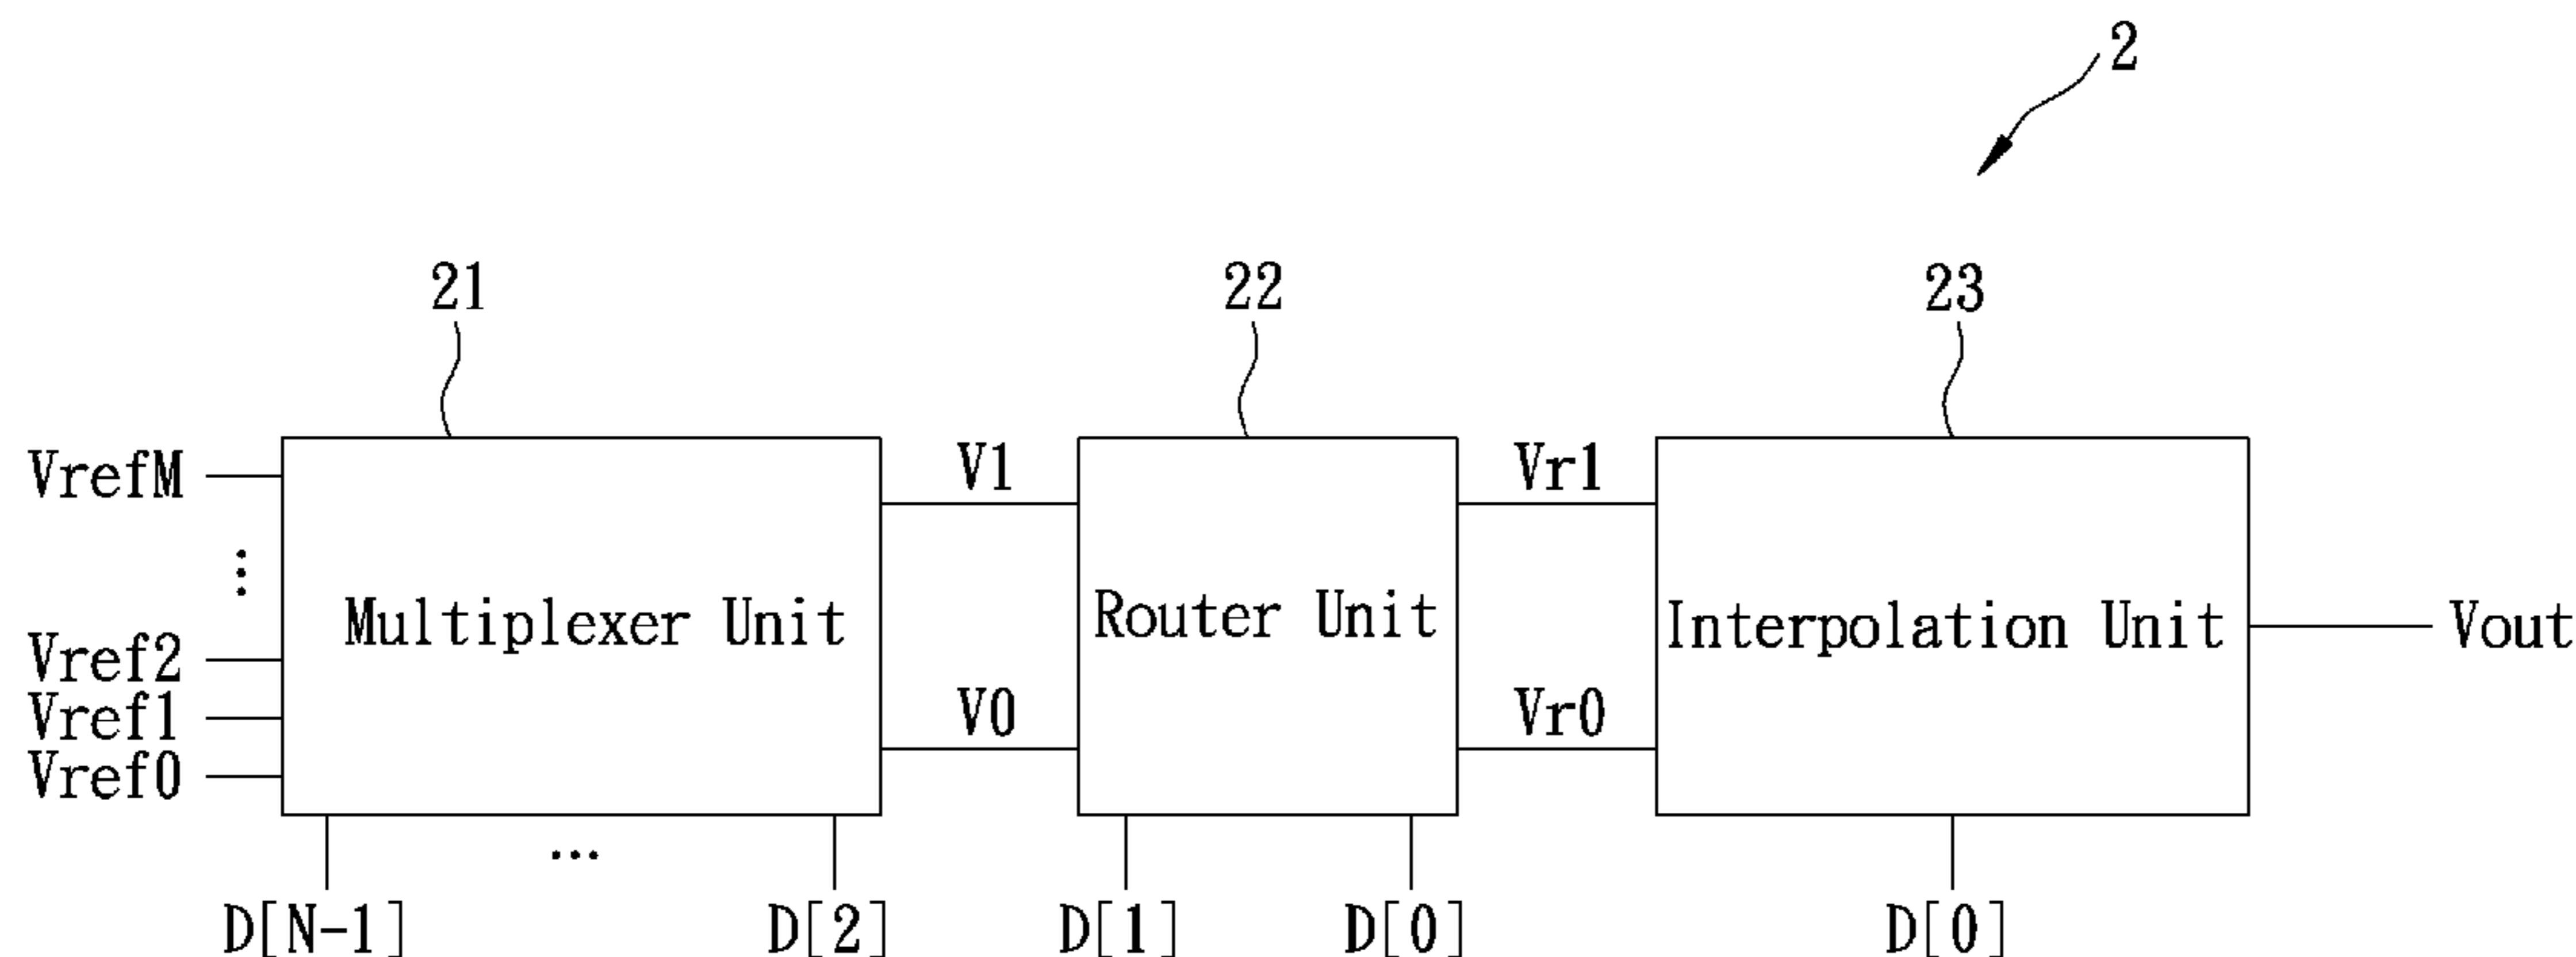 2
21
22
23
VrefM
V1
Vr1
⋮
Multiplexer Unit
Router Unit
Interpolation Unit
Vout
Vref2
Vref1
V0
Vr0
Vref0
...
D[N-1]
D[2]
D[1]
D[0]
D[0]